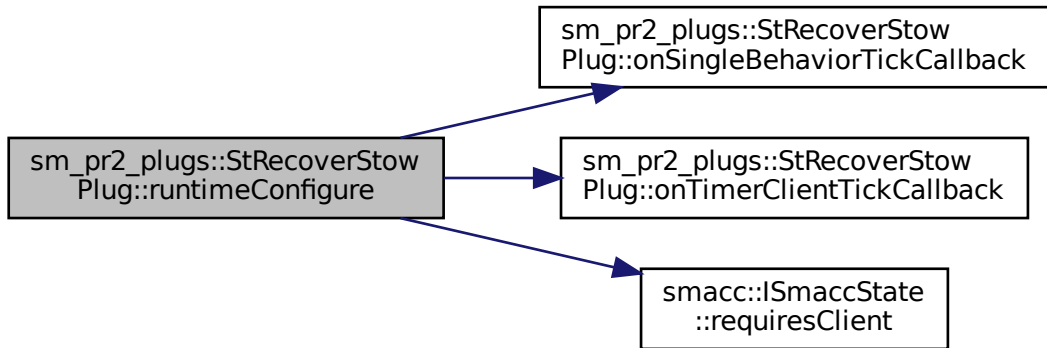 sm_pr2_plugs::StRecoverStow
Plug::runtimeConfigure
sm_pr2_plugs::StRecoverStow
Plug::onSingleBehaviorTickCallback
sm_pr2_plugs::StRecoverStow
Plug::onTimerClientTickCallback
smacc::ISmaccState
::requiresClient